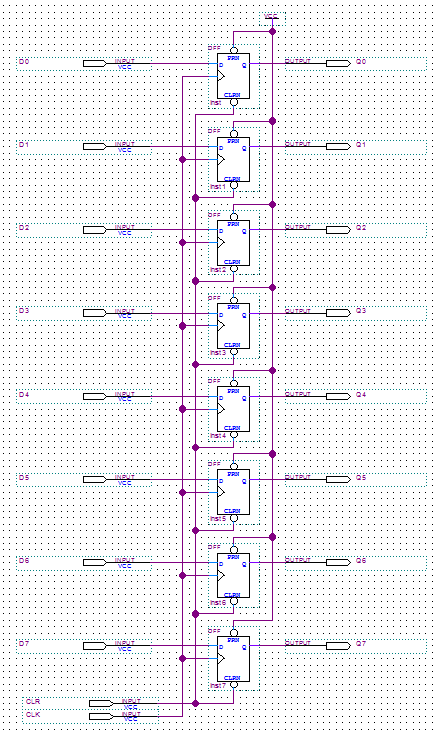 VCC
DFF
PRN
D0 INPUT VCC D Q OUTPUT Q0
CLRN
inst
DFF
PRN
D1 INPUT VCC D Q OUTPUT Q1
CLRN
inst1
DFF
PRN
D2 INPUT VCC D Q OUTPUT Q2
CLRN
inst2
DFF
PRN
D3 INPUT VCC D Q OUTPUT Q3
CLRN
inst3
DFF
PRN
D4 INPUT VCC D Q OUTPUT Q4
CLRN
inst4
DFF
PRN
D5 INPUT VCC D Q OUTPUT Q5
CLRN
inst5
DFF
PRN
D6 INPUT VCC D Q OUTPUT Q6
CLRN
inst6
DFF
PRN
D7 INPUT VCC D Q OUTPUT Q7
CLRN
inst7
CLR INPUT VCC
CLK INPUT VCC